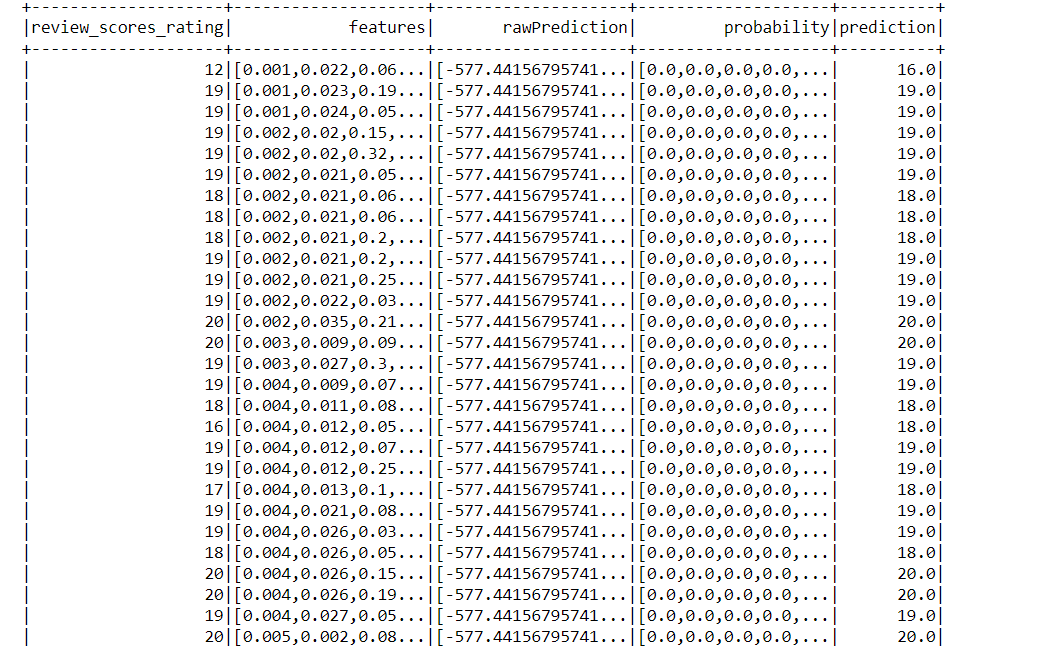 +--------------------+--------------------+--------------------+--------------------+----------+
|review_scores_rating|            features|       rawPrediction|         probability|prediction|
+--------------------+--------------------+--------------------+--------------------+----------+
|                  12|[0.001,0.022,0.06...|[-577.44156795741...|[0.0,0.0,0.0,0.0,...|      16.0|
|                  19|[0.001,0.023,0.19...|[-577.44156795741...|[0.0,0.0,0.0,0.0,...|      19.0|
|                  19|[0.001,0.024,0.05...|[-577.44156795741...|[0.0,0.0,0.0,0.0,...|      19.0|
|                  19|[0.002,0.02,0.15,...|[-577.44156795741...|[0.0,0.0,0.0,0.0,...|      19.0|
|                  19|[0.002,0.02,0.32,...|[-577.44156795741...|[0.0,0.0,0.0,0.0,...|      19.0|
|                  19|[0.002,0.021,0.05...|[-577.44156795741...|[0.0,0.0,0.0,0.0,...|      19.0|
|                  18|[0.002,0.021,0.06...|[-577.44156795741...|[0.0,0.0,0.0,0.0,...|      18.0|
|                  18|[0.002,0.021,0.06...|[-577.44156795741...|[0.0,0.0,0.0,0.0,...|      18.0|
|                  18|[0.002,0.021,0.2,...|[-577.44156795741...|[0.0,0.0,0.0,0.0,...|      18.0|
|                  19|[0.002,0.021,0.2,...|[-577.44156795741...|[0.0,0.0,0.0,0.0,...|      19.0|
|                  19|[0.002,0.021,0.25...|[-577.44156795741...|[0.0,0.0,0.0,0.0,...|      19.0|
|                  19|[0.002,0.022,0.03...|[-577.44156795741...|[0.0,0.0,0.0,0.0,...|      19.0|
|                  20|[0.002,0.035,0.21...|[-577.44156795741...|[0.0,0.0,0.0,0.0,...|      20.0|
|                  20|[0.003,0.009,0.09...|[-577.44156795741...|[0.0,0.0,0.0,0.0,...|      20.0|
|                  19|[0.003,0.027,0.3,...|[-577.44156795741...|[0.0,0.0,0.0,0.0,...|      19.0|
|                  19|[0.004,0.009,0.07...|[-577.44156795741...|[0.0,0.0,0.0,0.0,...|      19.0|
|                  18|[0.004,0.011,0.08...|[-577.44156795741...|[0.0,0.0,0.0,0.0,...|      18.0|
|                  16|[0.004,0.012,0.05...|[-577.44156795741...|[0.0,0.0,0.0,0.0,...|      18.0|
|                  19|[0.004,0.012,0.07...|[-577.44156795741...|[0.0,0.0,0.0,0.0,...|      19.0|
|                  19|[0.004,0.012,0.25...|[-577.44156795741...|[0.0,0.0,0.0,0.0,...|      19.0|
|                  17|[0.004,0.013,0.1,...|[-577.44156795741...|[0.0,0.0,0.0,0.0,...|      18.0|
|                  19|[0.004,0.021,0.08...|[-577.44156795741...|[0.0,0.0,0.0,0.0,...|      19.0|
|                  19|[0.004,0.026,0.03...|[-577.44156795741...|[0.0,0.0,0.0,0.0,...|      19.0|
|                  18|[0.004,0.026,0.05...|[-577.44156795741...|[0.0,0.0,0.0,0.0,...|      18.0|
|                  20|[0.004,0.026,0.15...|[-577.44156795741...|[0.0,0.0,0.0,0.0,...|      20.0|
|                  20|[0.004,0.026,0.19...|[-577.44156795741...|[0.0,0.0,0.0,0.0,...|      20.0|
|                  19|[0.004,0.027,0.05...|[-577.44156795741...|[0.0,0.0,0.0,0.0,...|      19.0|
|                  20|[0.005,0.002,0.08...|[-577.44156795741...|[0.0,0.0,0.0,0.0,...|      20.0|